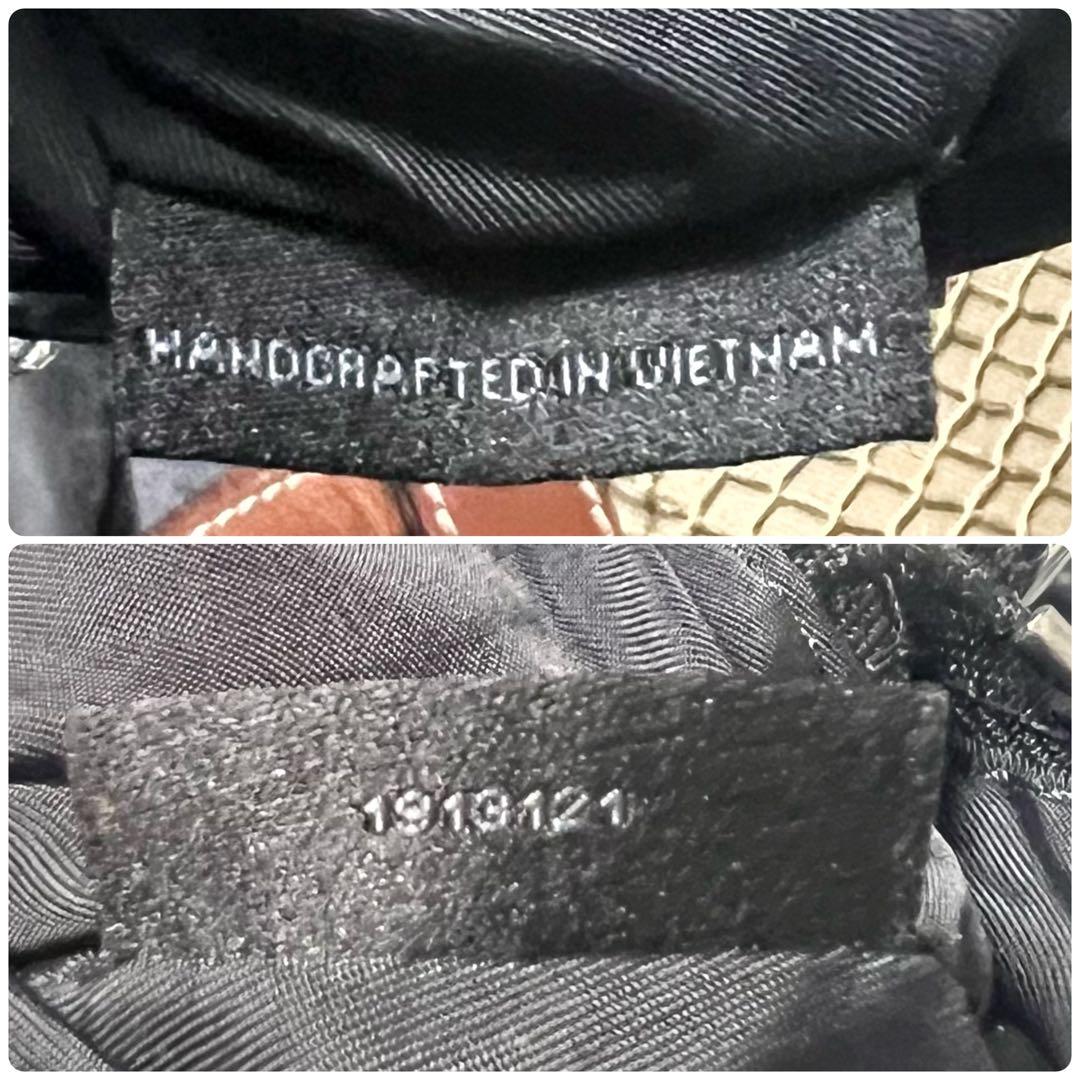 HANDCRAFTED IN VIETNAM
1919121